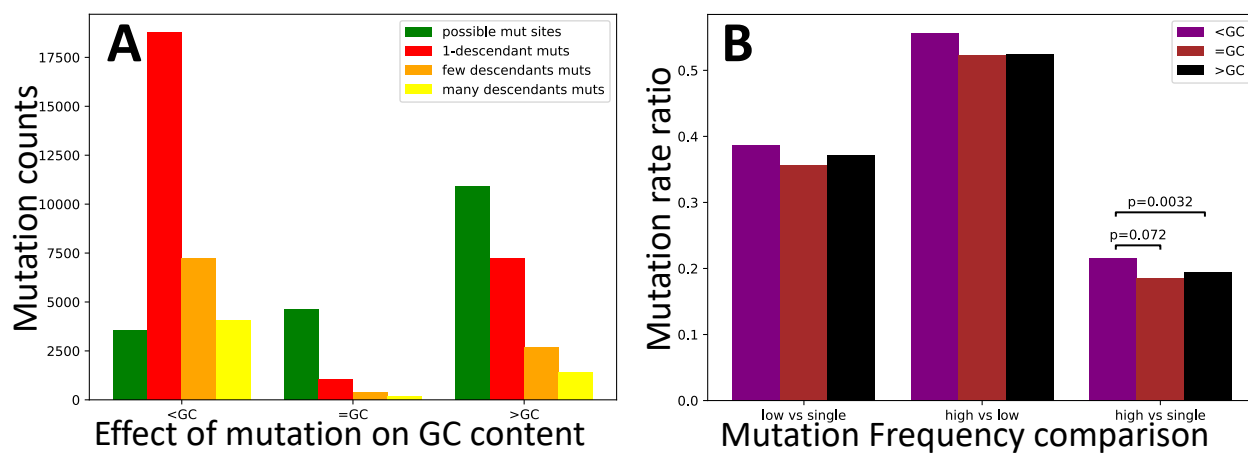 A
possible mut sites
1-descendant muts
few descendants muts
many descendants muts
Mutation counts
17500
15000
12500
10000
7500
5000
2500
0
<GC
=GC
>GC
Effect of mutation on GC content
B
<GC
=GC
>GC
Mutation rate ratio
0.5
0.4
0.3
0.2
0.1
0.0
p=0.0032
p=0.072
low vs single
high vs low
high vs single
Mutation Frequency comparison